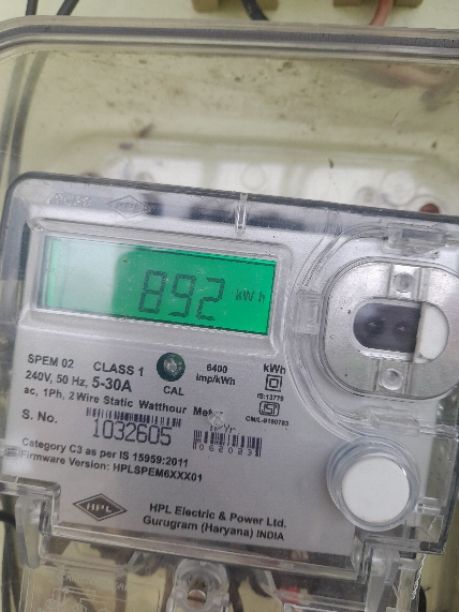 HPL
892 kWh
SPEM 02 CLASS 1 6400 kWh
240V, 50 Hz, 5-30A CAL imp/kWh
IS:13779
ac, 1Ph, 2 Wire Static Watthour Meter
S. No. 1032605
Category C3 as per IS 15959:2011
Firmware Version: HPLSPEM6XXX01
HPL
HPL Electric & Power Ltd.
Gurugram (Haryana) INDIA